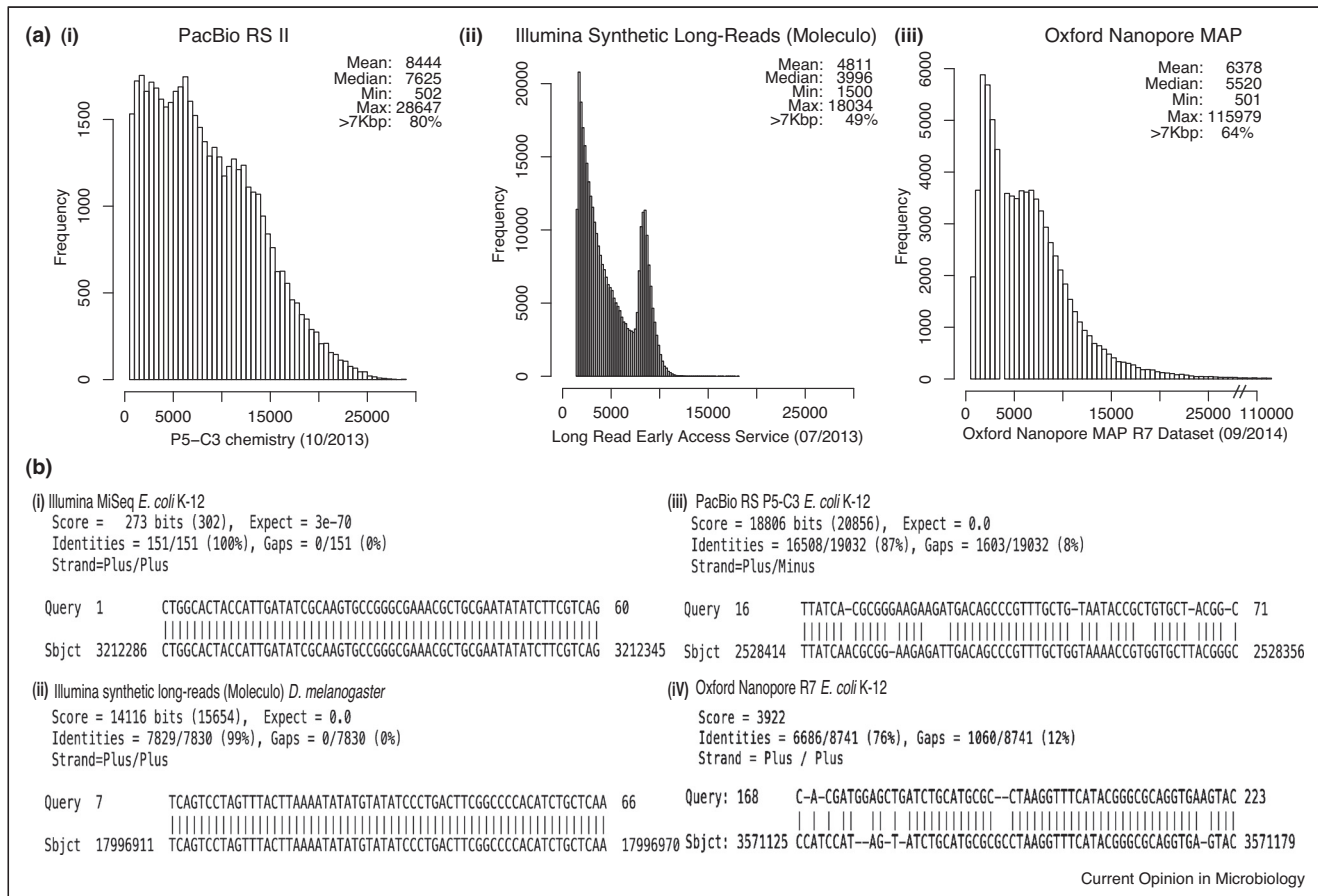 (a) (i) PacBio RS II
Mean: 8444
Median: 7625
Min: 502
Max: 28647
>7Kbp: 80%
Frequency
0 500 1000 1500
0 5000 15000 25000
P5–C3 chemistry (10/2013)
(ii) Illumina Synthetic Long-Reads (Moleculo)
Mean: 4811
Median: 3996
Min: 1500
Max: 18034
>7Kbp: 49%
Frequency
0 5000 10000 15000 20000
0 5000 15000 25000
Long Read Early Access Service (07/2013)
(iii) Oxford Nanopore MAP
Mean: 6378
Median: 5520
Min: 501
Max: 115979
>7Kbp: 64%
Frequency
0 1000 2000 3000 4000 5000 6000
0 5000 15000 25000 110000
Oxford Nanopore MAP R7 Dataset (09/2014)
(b)
(i) Illumina MiSeq E. coli K-12
Score = 273 bits (302), Expect = 3e-70
Identities = 151/151 (100%), Gaps = 0/151 (0%)
Strand=Plus/Plus
Query 1 CTGGCACTACCATTGATATCGCAAGTGCCGGGCGAAACGCTGCGAATATATCTTCGTCAG 60
Sbjct 3212286 CTGGCACTACCATTGATATCGCAAGTGCCGGGCGAAACGCTGCGAATATATCTTCGTCAG 3212345
(ii) Illumina synthetic long-reads (Moleculo) D. melanogaster
Score = 14116 bits (15654), Expect = 0.0
Identities = 7829/7830 (99%), Gaps = 0/7830 (0%)
Strand=Plus/Plus
Query 7 TCAGTCCTAGTTTACTTAAAATATATGTATATCCCTGACTTCGGCCCCACATCTGCTCAA 66
Sbjct 17996911 TCAGTCCTAGTTTACTTAAAATATATGTATATCCCTGACTTCGGCCCCACATCTGCTCAA 17996970
(iii) PacBio RS P5-C3 E. coli K-12
Score = 18806 bits (20856), Expect = 0.0
Identities = 16508/19032 (87%), Gaps = 1603/19032 (8%)
Strand=Plus/Minus
Query 16 TTATCA-CGCGGGAAGAAGATGACAGCCCGTTTGCTG-TAATACCGCTGTGCT-ACGG-C 71
Sbjct 2528414 TTATCAACGCGG-AAGAGATTGACAGCCCGTTTGCTGGTAAAACCGTGGTGCTTACGGGC 2528356
(iV) Oxford Nanopore R7 E. coli K-12
Score = 3922
Identities = 6686/8741 (76%), Gaps = 1060/8741 (12%)
Strand = Plus / Plus
Query: 168 C-A-CGATGGAGCTGATCTGCATGCGC--CTAAGGTTTCATACGGGCGCAGGTGAAGTAC 223
Sbjct: 3571125 CCATCCAT--AG-T-ATCTGCATGCGCGCCTAAGGTTTCATACGGGCGCAGGTGA-GTAC 3571179
Current Opinion in Microbiology